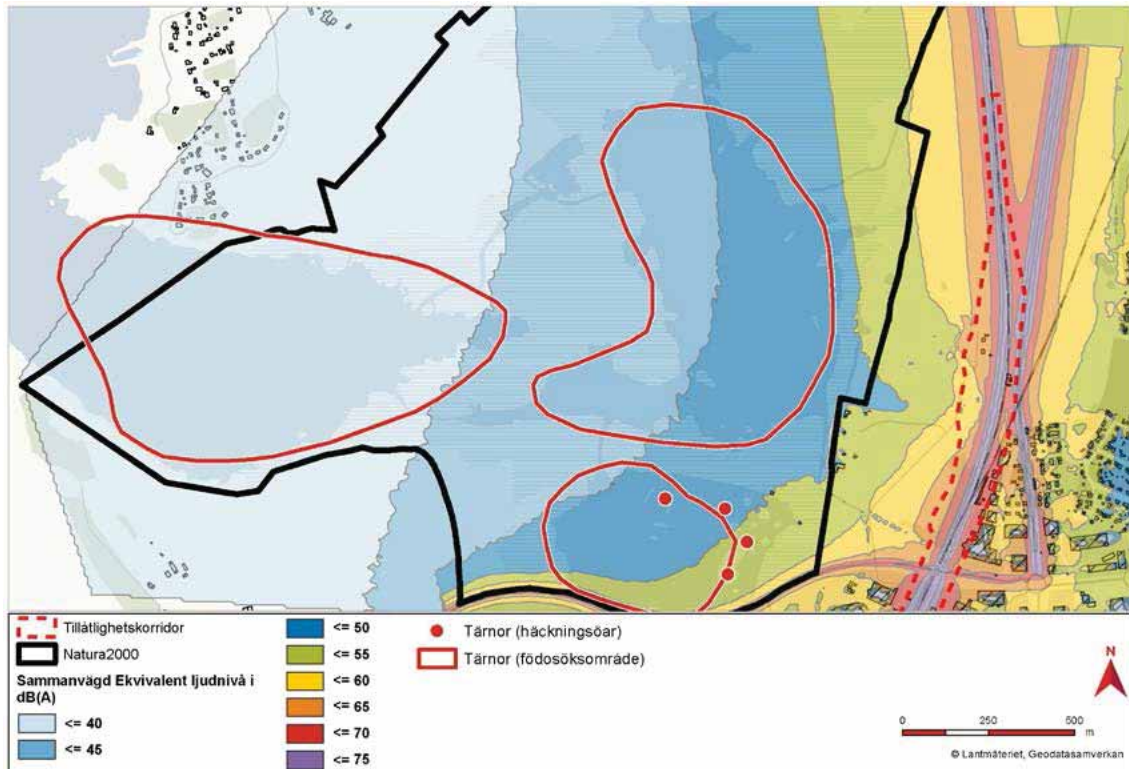 Tillåtlighetskorridor
Natura2000
Sammanvägd Ekvivalent ljudnivå i
dB(A)
<= 40
<= 45
<= 50
<= 55
<= 60
<= 65
<= 70
<= 75
Tärnor (häckningsöar)
Tärnor (födosöksområde)
N
0 250 500
m
© Lantmäteriet, Geodatasamverkan